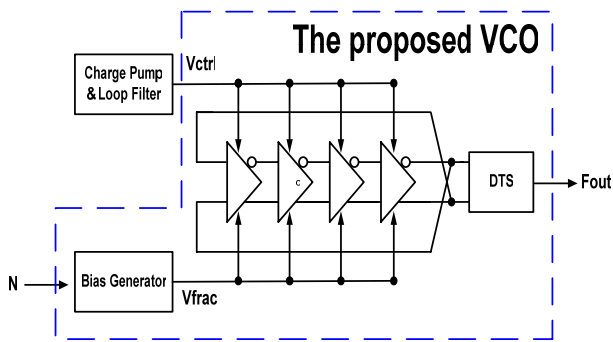 The proposed VCO
Charge Pump
& Loop Filter
Vctrl
c
DTS
Fout
N
Bias Generator
Vfrac